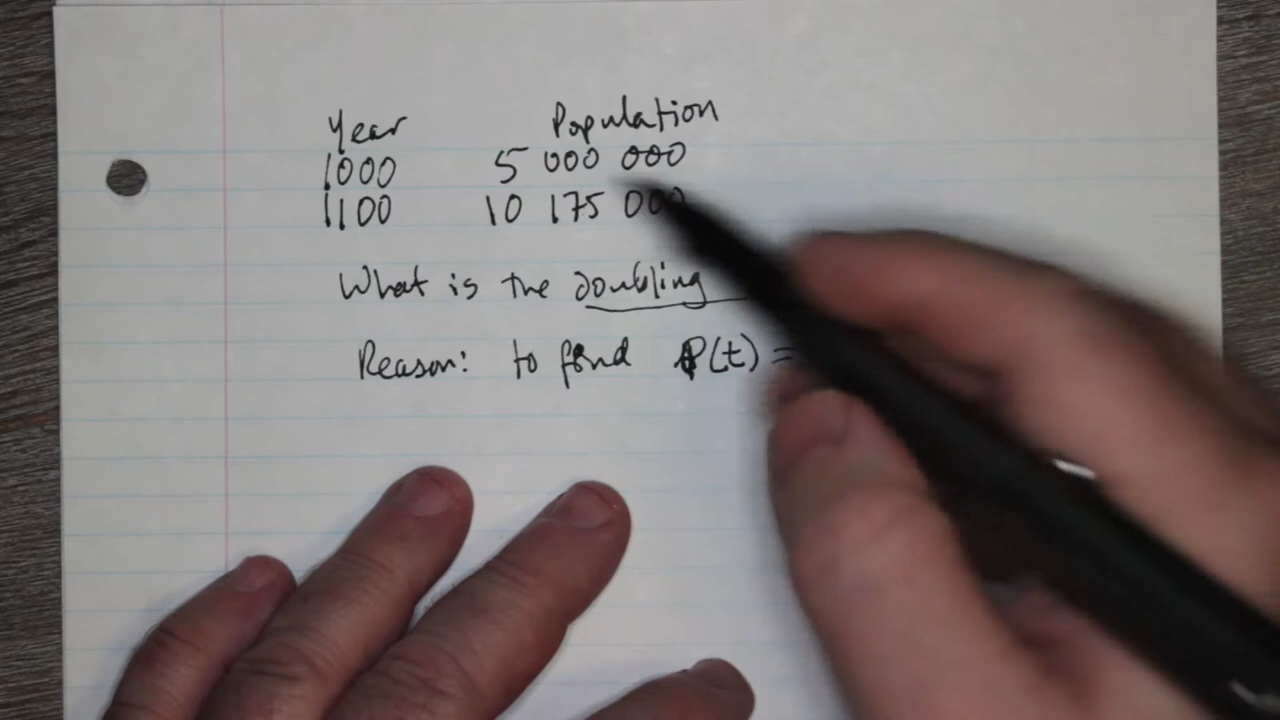 Year Population
1000 5 000 000
1100 10 175 000
What is the doubling
Reason: to find P(t) =